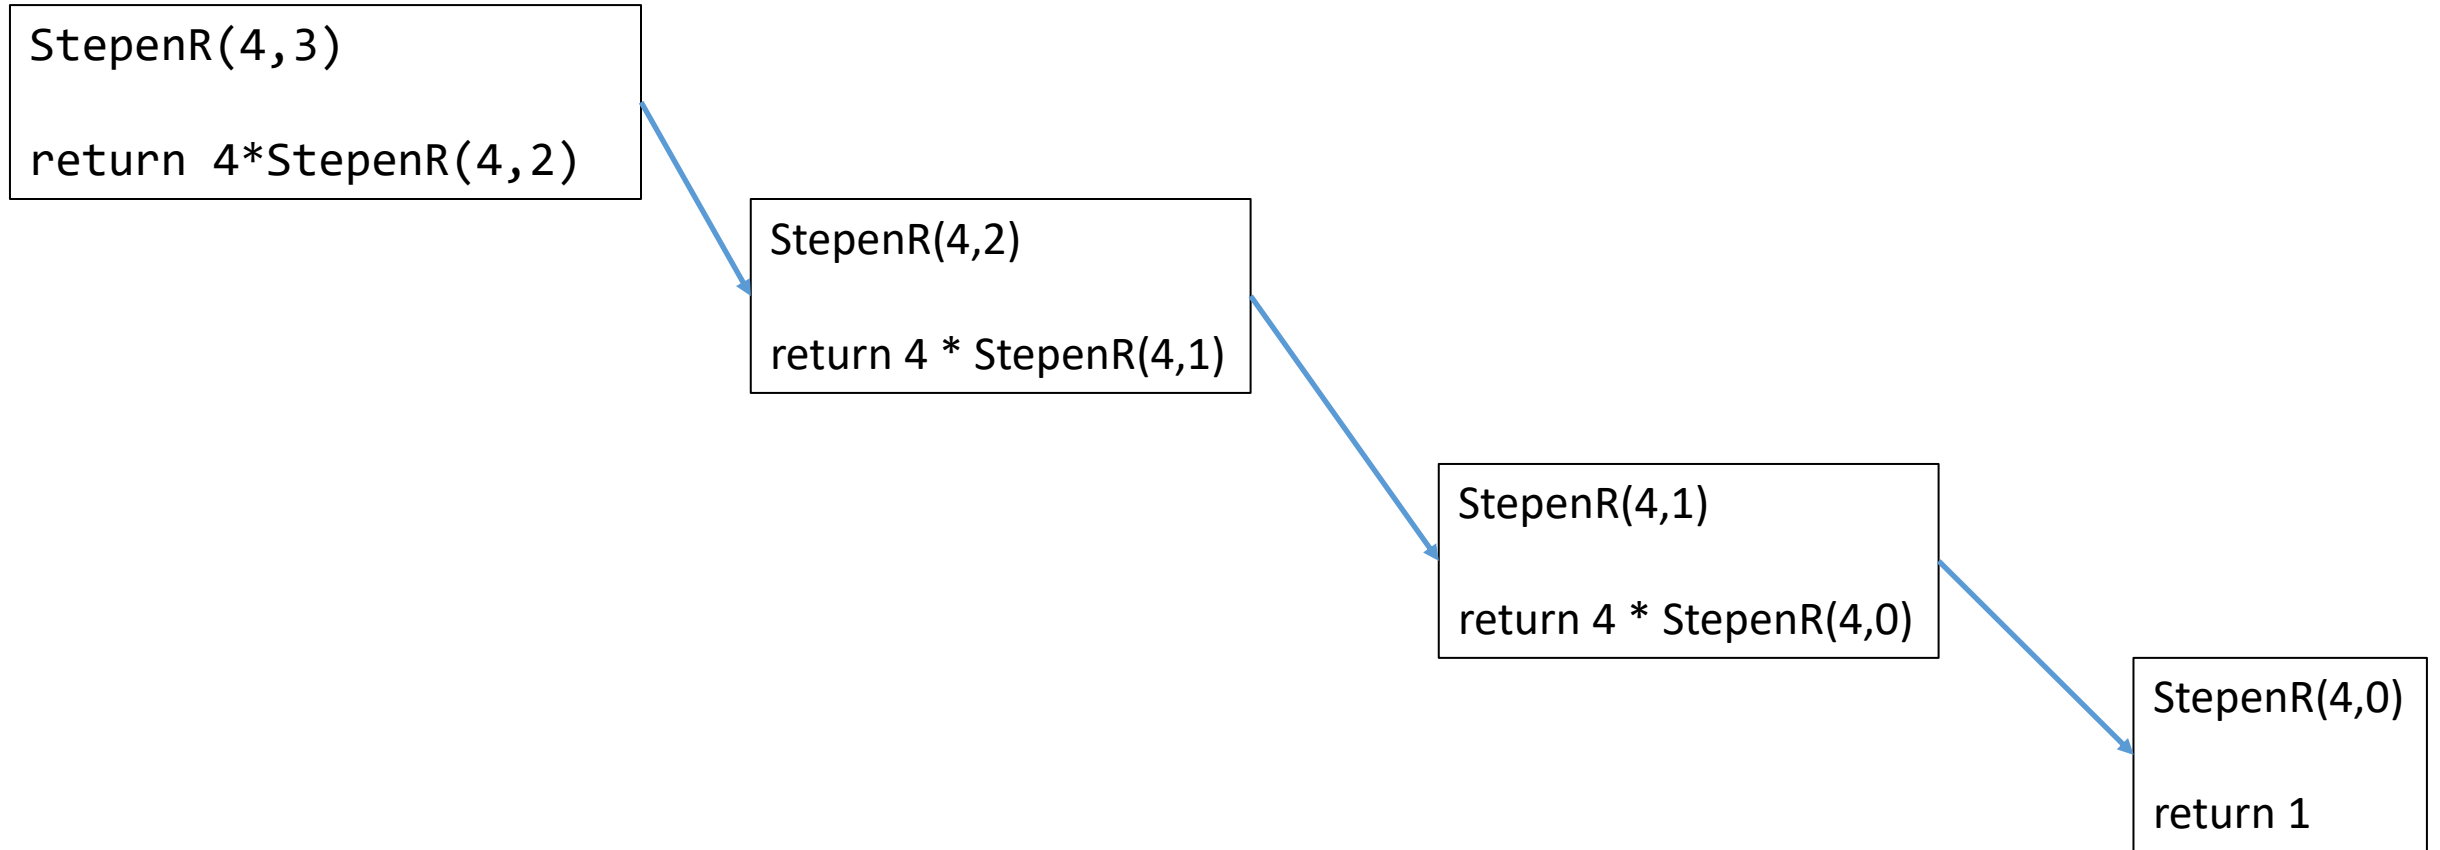 StepenR(4,3)
return 4*StepenR(4,2)
StepenR(4,2)
return 4 * StepenR(4,1)
StepenR(4,1)
return 4 * StepenR(4,0)
StepenR(4,0)
return 1